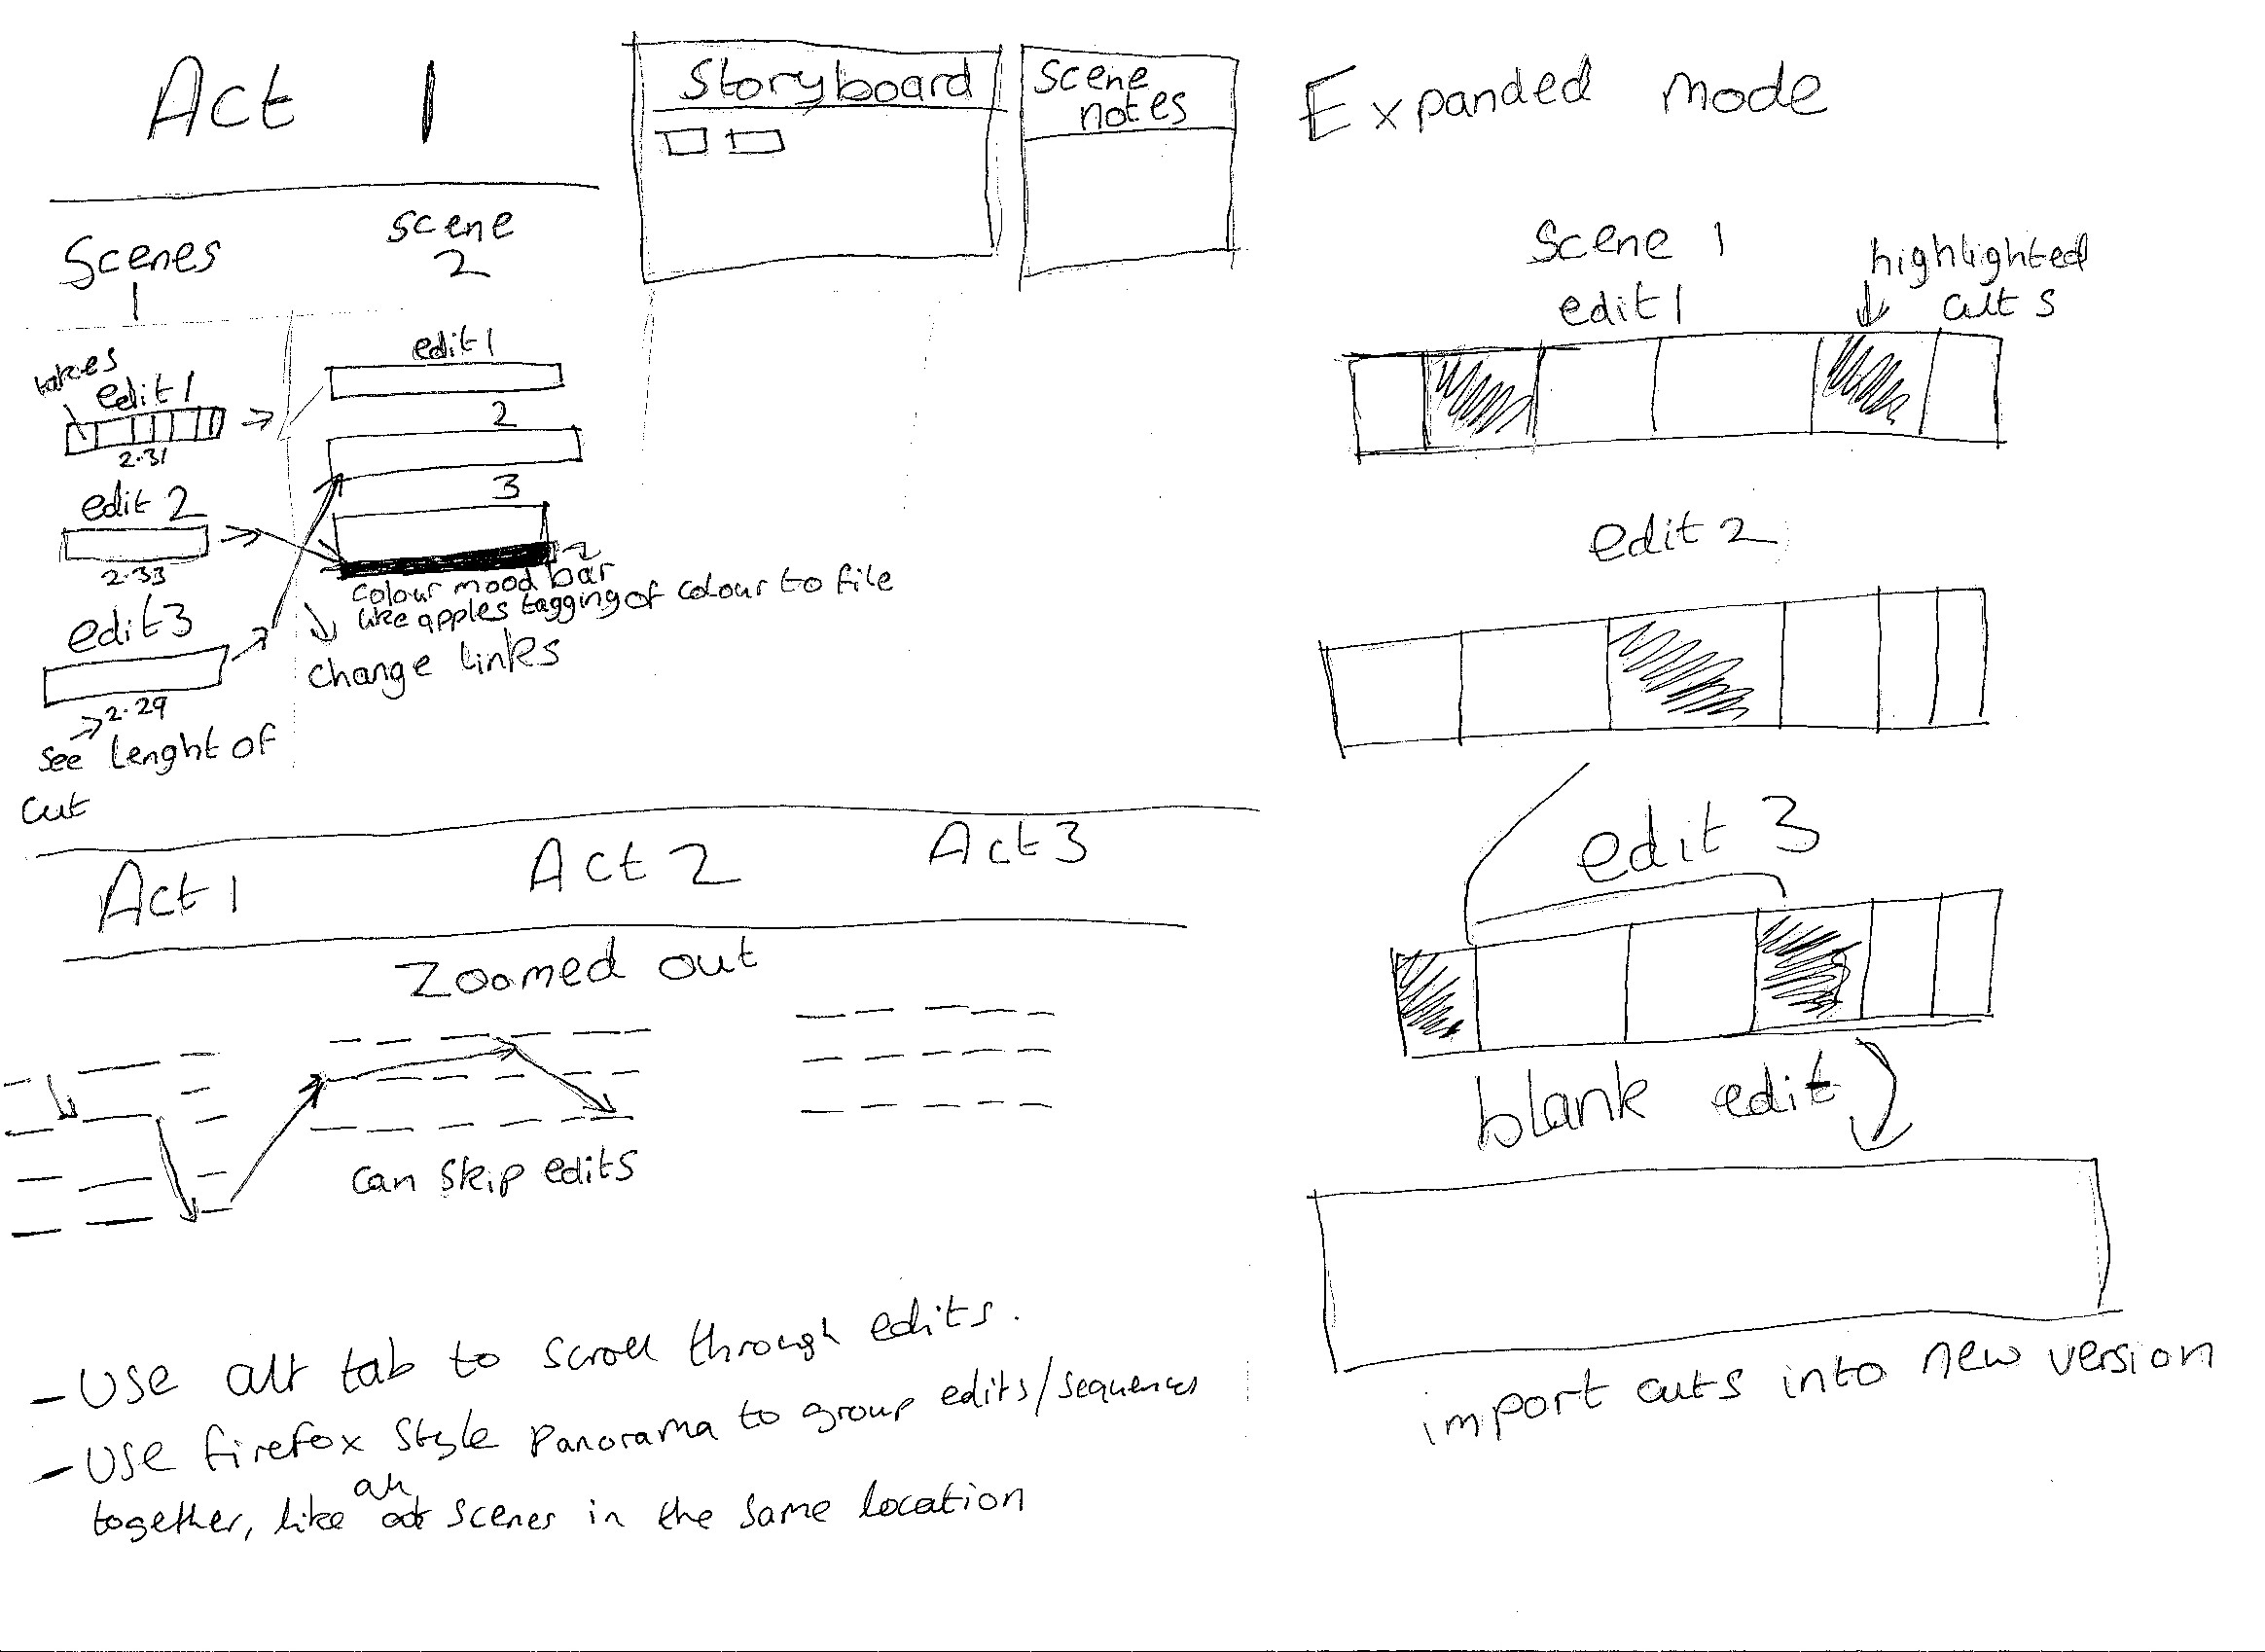 Act 1
Storyboard
Scene
notes
Scenes
1
scene
2
takes
edit 1
2.31
edit 2
2.33
edit 3
2.29
see lenght of
cut
edit 1
2
3
colour mood bar
like apples tagging of colour to file
change links
Act 1
Act 2
Act 3
Zoomed out
can skip edits
- Use alt tab to scroll through edits.
- Use firefox style Panorama to group edits/sequences
together, like all scenes in the same location
Expanded mode
Scene 1
edit 1
highlighted
cuts
edit 2
edit 3
blank edit
import cuts into new version